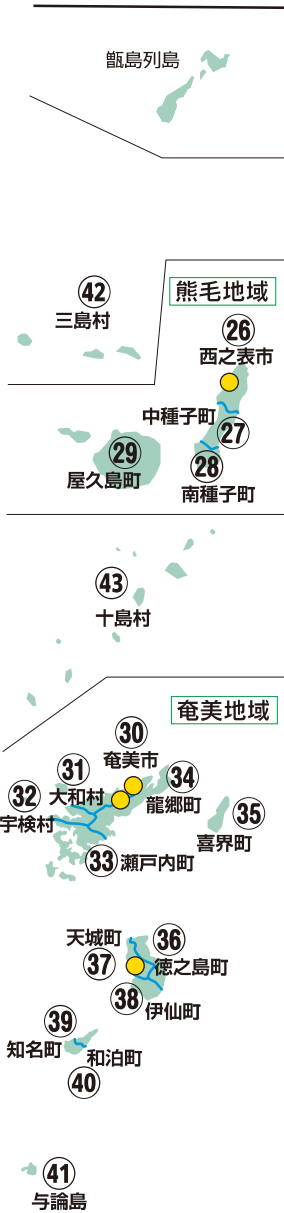 甑島列島
42
三島村
熊毛地域
26
西之表市
中種子町
27
29
28
屋久島町
南種子町
43
十島村
奄美地域
30
奄美市
31
34
32
大和村
龍郷町
35
宇検村
喜界町
33 瀬戸内町
天城町
36
37
徳之島町
38
伊仙町
39
知名町
和泊町
40
41
与論島